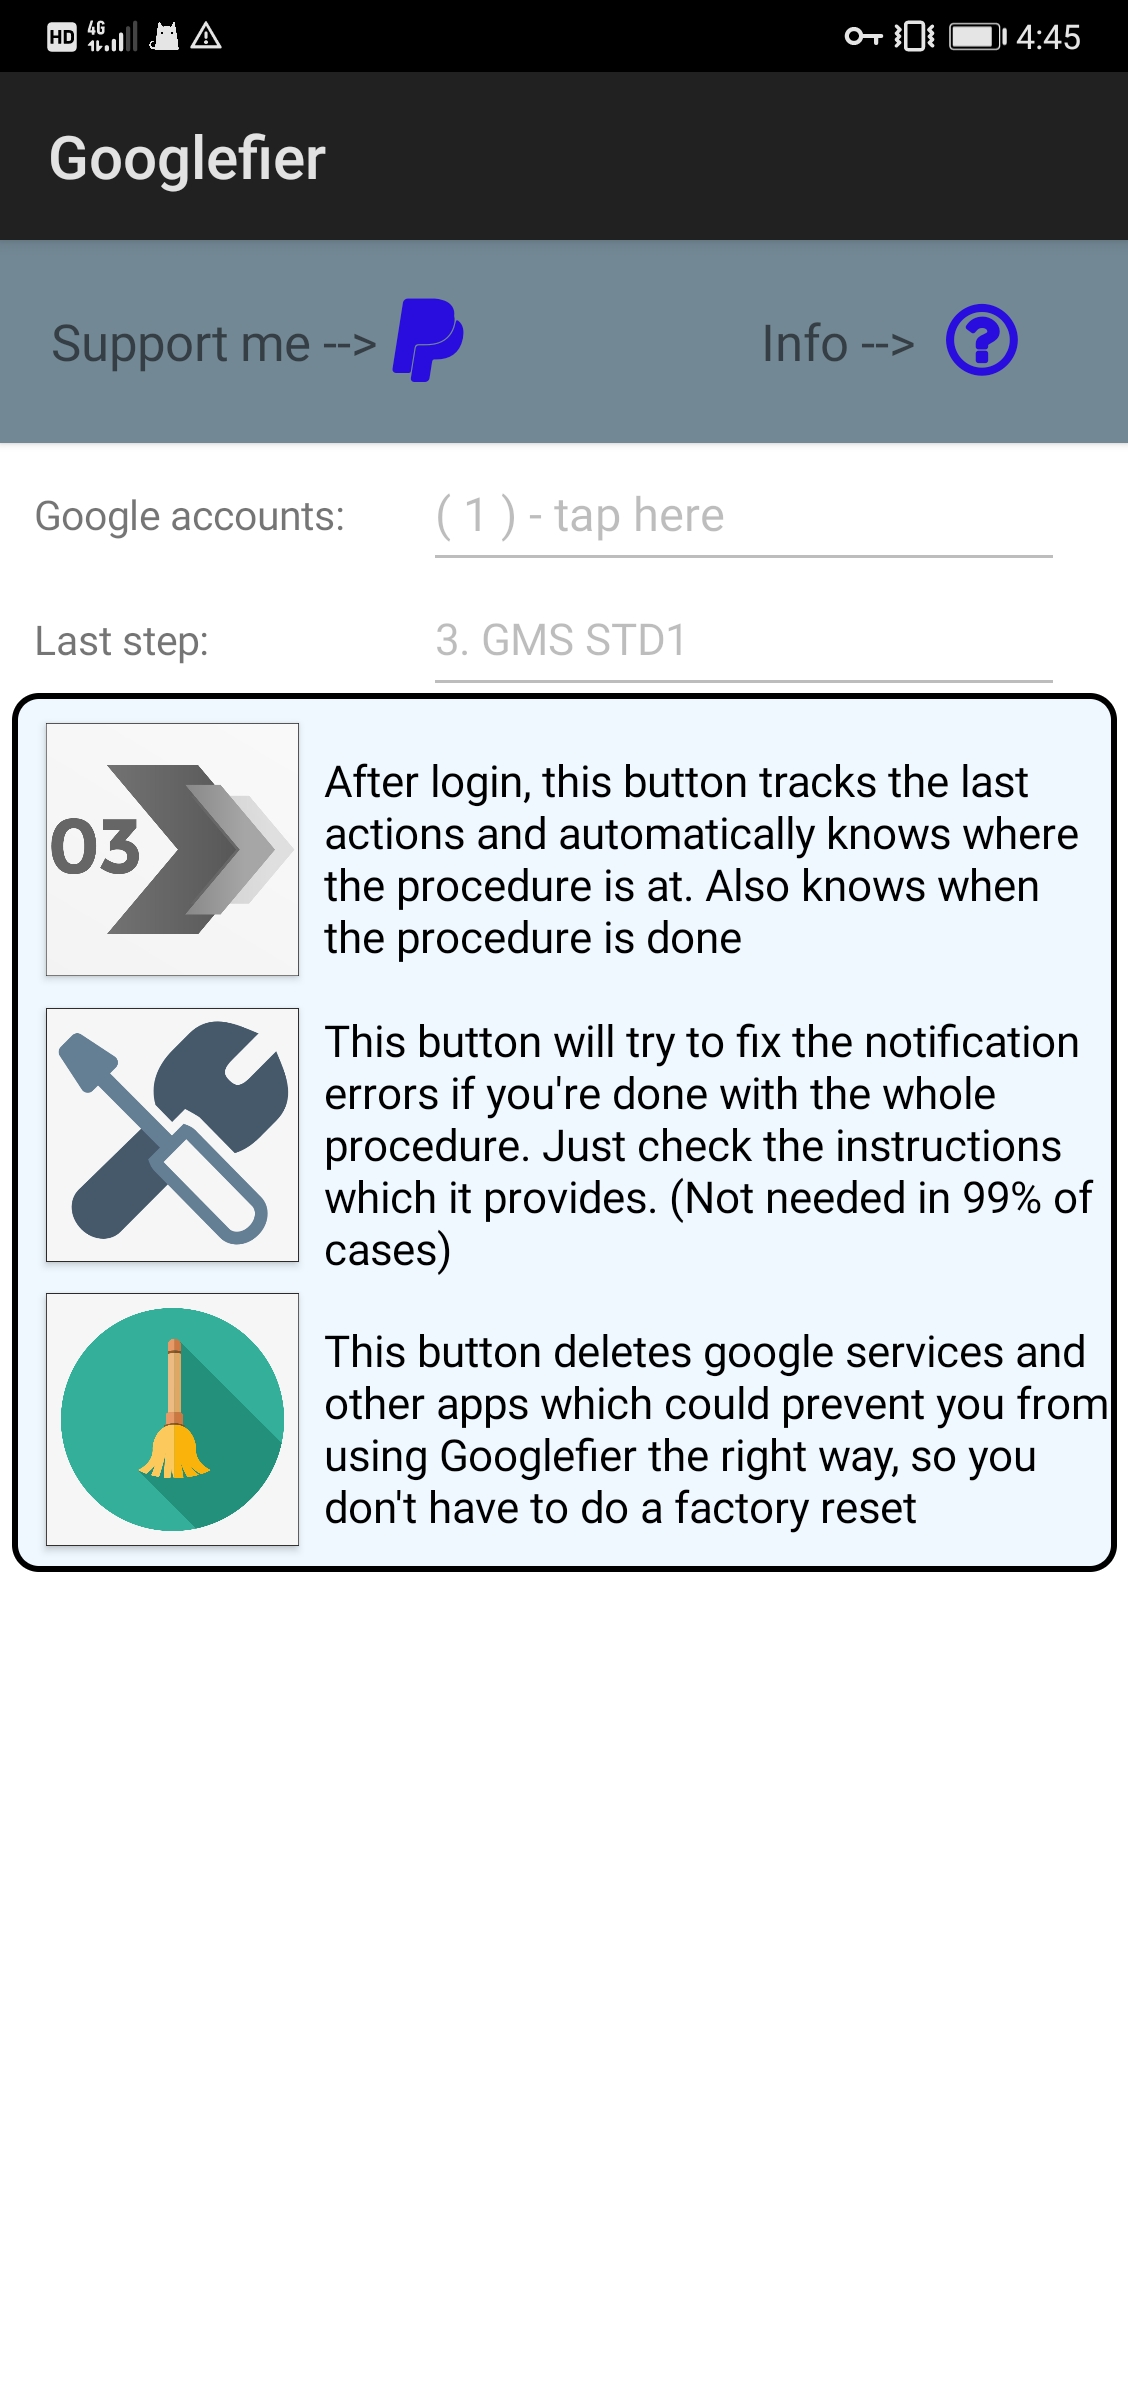 HD 4G 4:45
Googlefier
Support me --> Info -->
Google accounts: ( 1 ) - tap here
Last step: 3. GMS STD1
03
After login, this button tracks the last
actions and automatically knows where
the procedure is at. Also knows when
the procedure is done
This button will try to fix the notification
errors if you're done with the whole
procedure. Just check the instructions
which it provides. (Not needed in 99% of
cases)
This button deletes google services and
other apps which could prevent you from
using Googlefier the right way, so you
don't have to do a factory reset